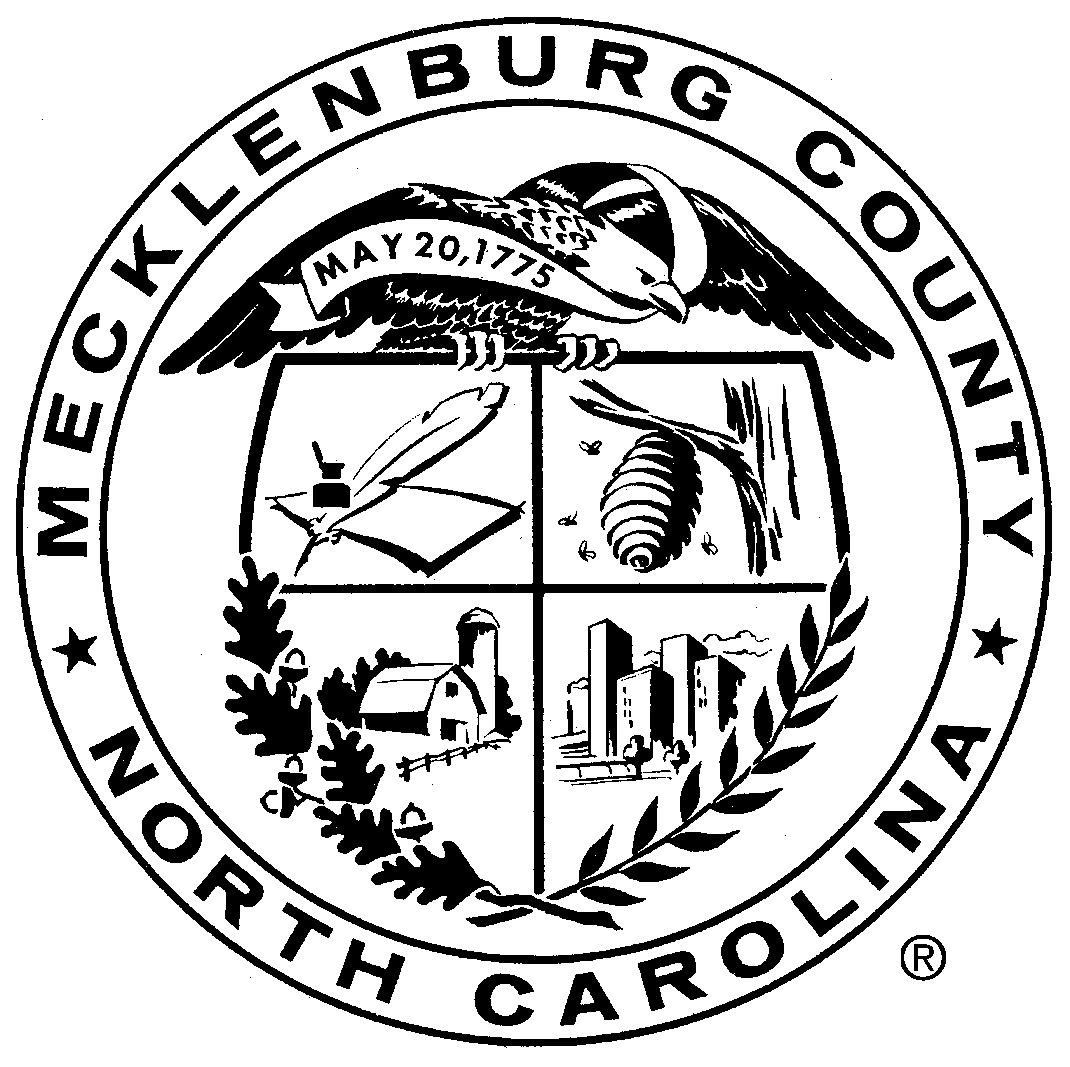 MECKLENBURG COUNTY
MAY 20, 1775
★ NORTH CAROLINA ★
®